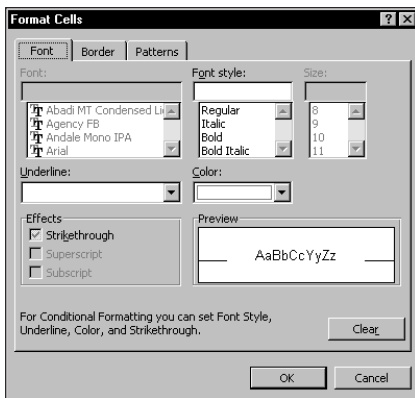 Format Cells
Font Border Patterns
Font: Font style: Size:
Abadi MT Condensed Li Regular 8
Agency FB Italic 9
Andale Mono IPA Bold 10
Arial Bold Italic 11
Underline: Color:
Effects Preview
Strikethrough
Superscript AaBbCcYyZz
Subscript
For Conditional Formatting you can set Font Style,
Underline, Color, and Strikethrough.
Clear
OK Cancel